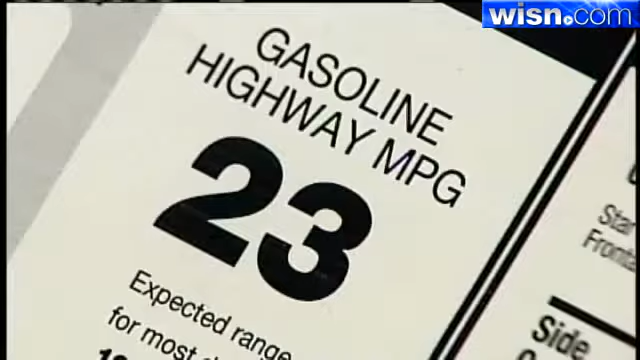 wisn.com
GASOLINE
HIGHWAY MPG
23
Expected range
for most
Side